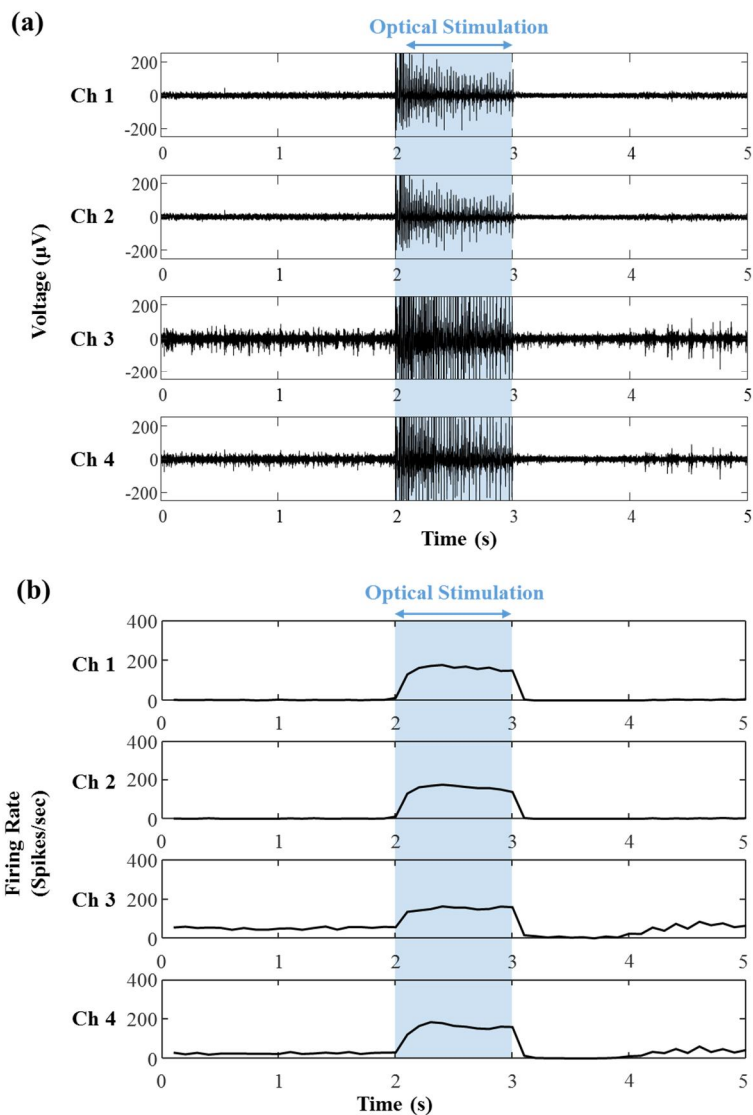 (a)
Optical Stimulation
Voltage (µV)
Ch 1
200
0
-200
0 1 2 3 4 5
Ch 2
200
0
-200
0 1 2 3 4 5
Ch 3
200
0
-200
0 1 2 3 4 5
Ch 4
200
0
-200
0 1 2 3 4 5
Time (s)
(b)
Optical Stimulation
Firing Rate
(Spikes/sec)
Ch 1
400
200
0
0 1 2 3 4 5
Ch 2
400
200
0
0 1 2 3 4 5
Ch 3
400
200
0
0 1 2 3 4 5
Ch 4
400
200
0
0 1 2 3 4 5
Time (s)